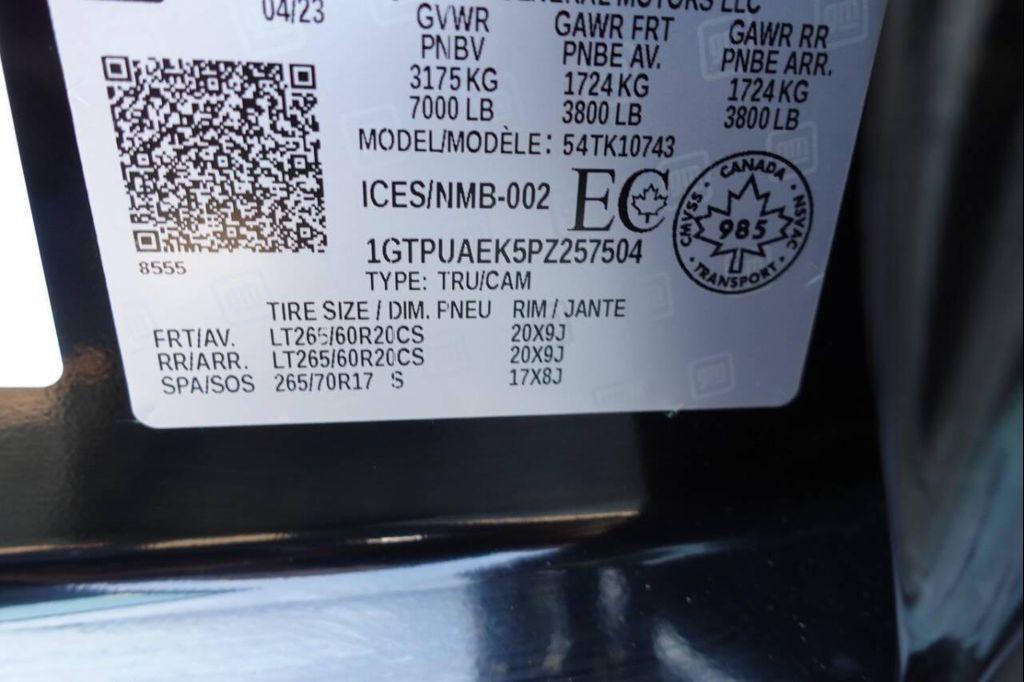 04/23
GENERAL MOTORS LLC
GVWR GAWR FRT GAWR RR
PNBV PNBE AV. PNBE ARR.
3175 KG 1724 KG 1724 KG
7000 LB 3800 LB 3800 LB
MODEL/MODÈLE: 54TK10743
ICES/NMB-002 EC
CANADA
CMVSS 985 NSVAC
TRANSPORT
1GTPUAEK5PZ257504
8555
TYPE: TRU/CAM
TIRE SIZE / DIM. PNEU RIM / JANTE
FRT/AV. LT265/60R20CS 20X9J
RR/ARR. LT265/60R20CS 20X9J
SPA/SOS 265/70R17 S 17X8J